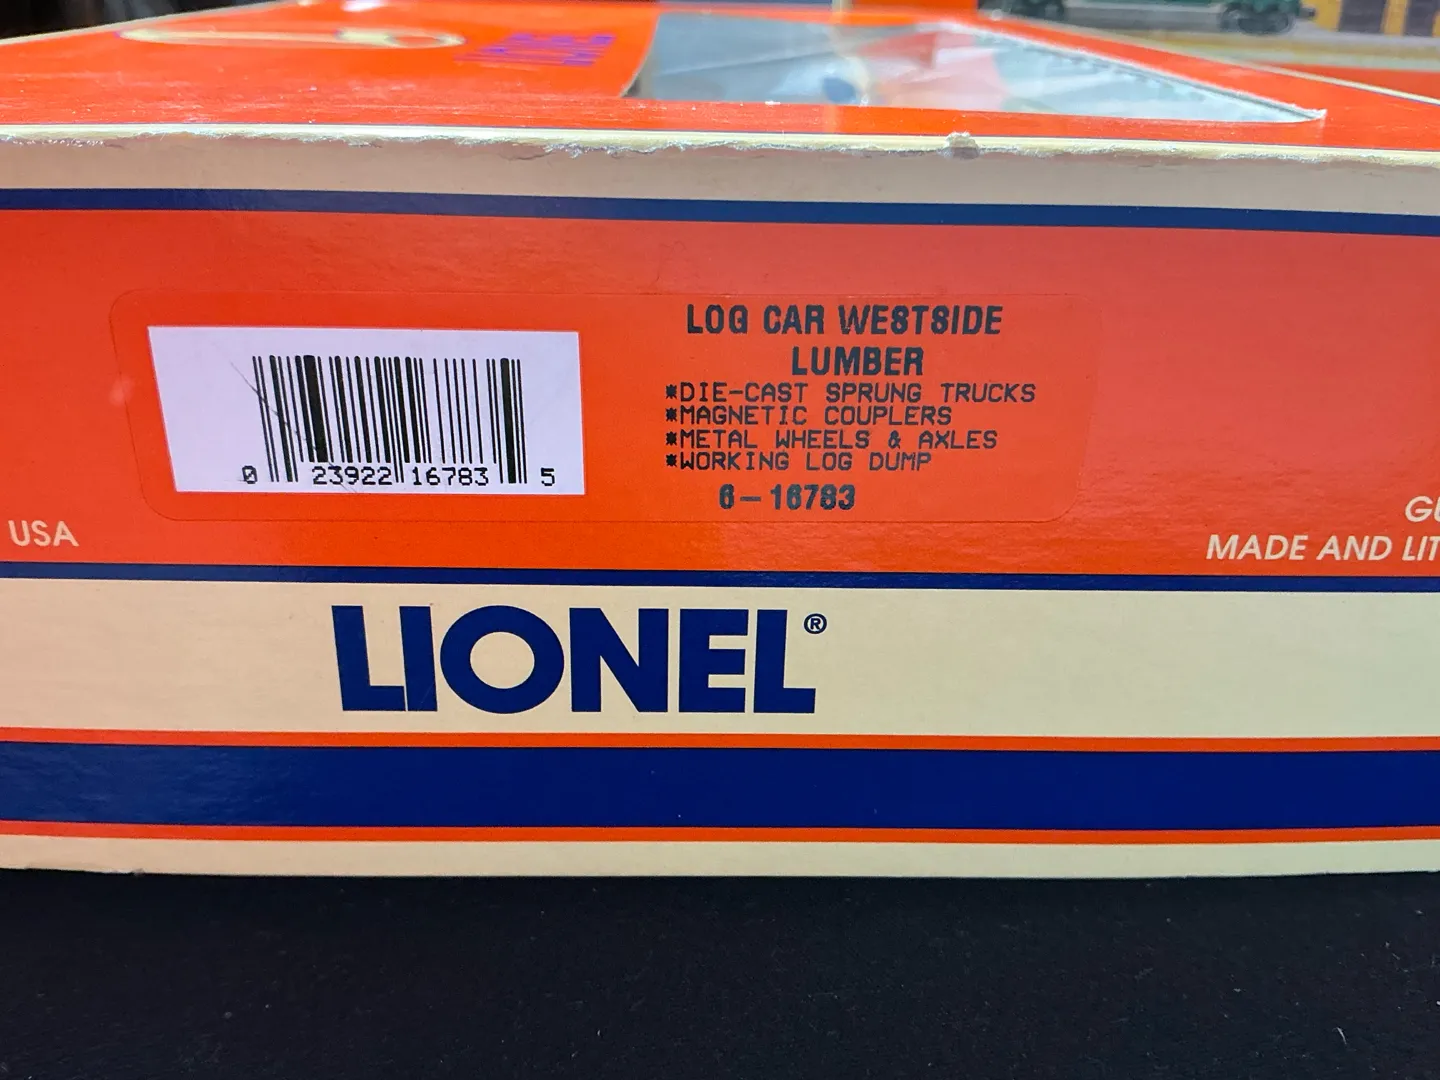 LOG CAR WESTSIDE
LUMBER
*DIE-CAST SPRUNG TRUCKS
*MAGNETIC COUPLERS
*METAL WHEELS & AXLES
*WORKING LOG DUMP
6-16783
0 23922 16783 5
USA
MADE AND
LIONEL®